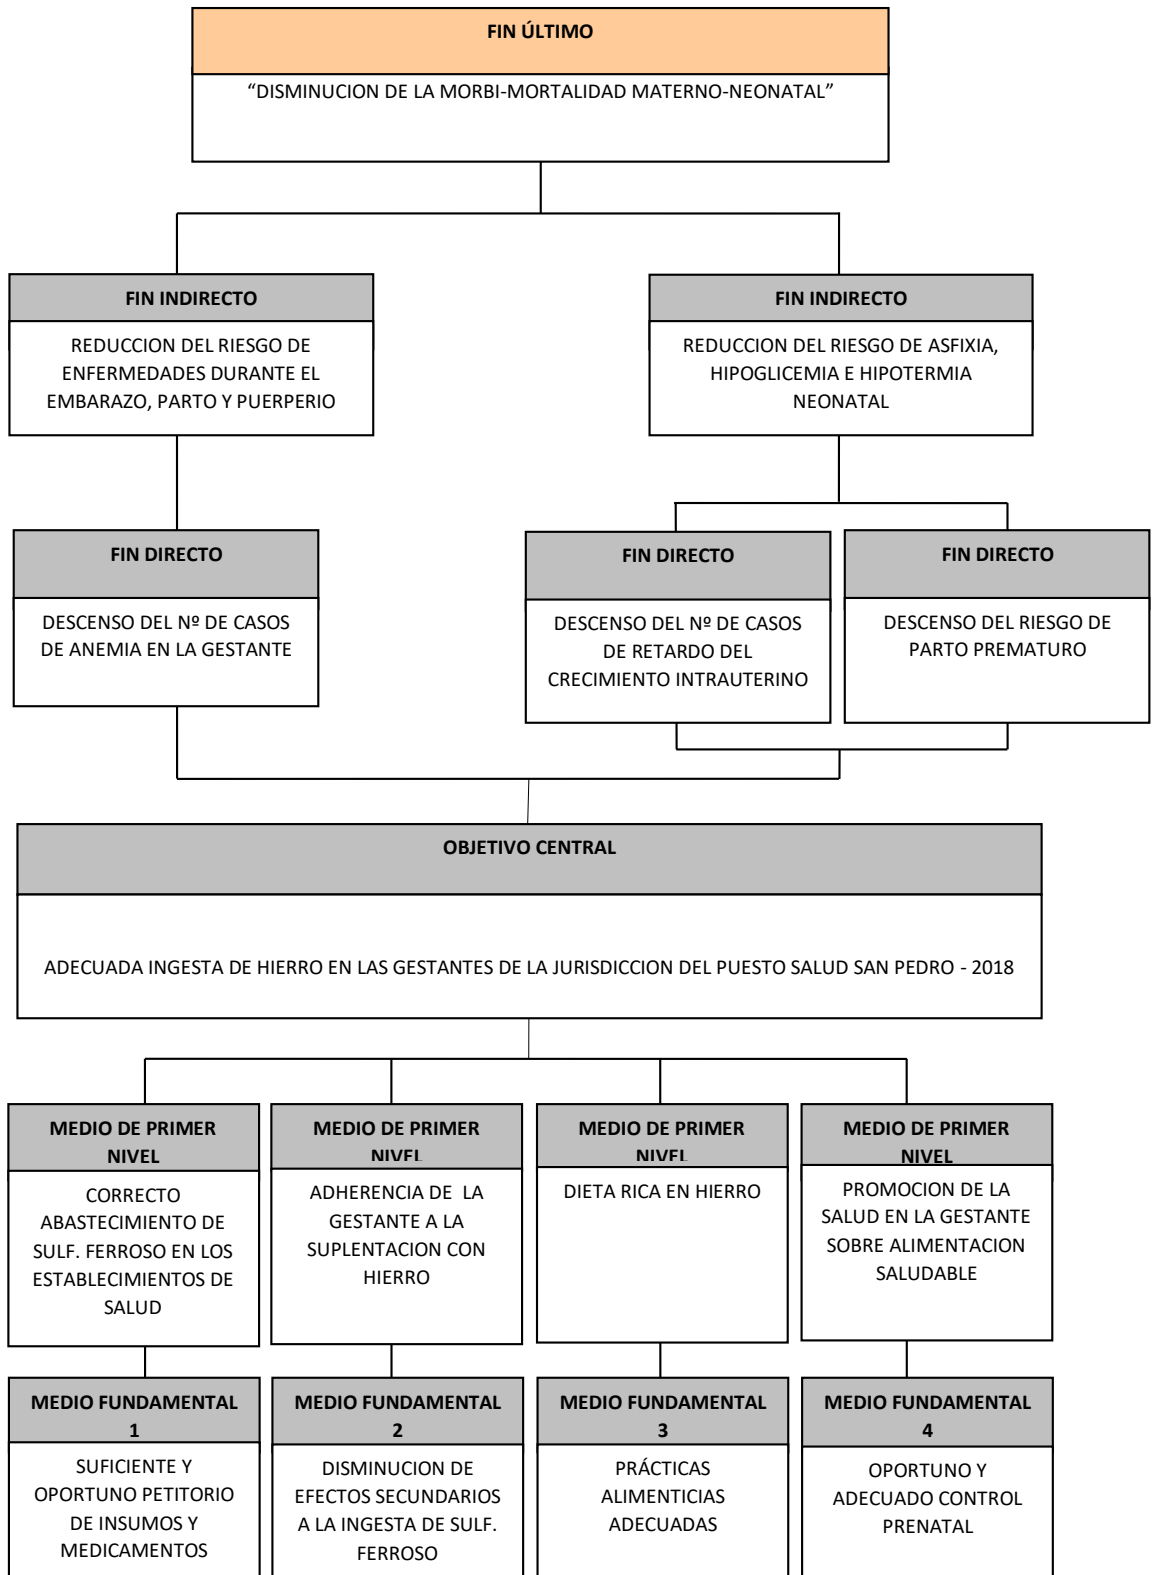 FIN ÚLTIMO
“DISMINUCION DE LA MORBI-MORTALIDAD MATERNO-NEONATAL”
FIN INDIRECTO
REDUCCION DEL RIESGO DE
ENFERMEDADES DURANTE EL
EMBARAZO, PARTO Y PUERPERIO
FIN INDIRECTO
REDUCCION DEL RIESGO DE ASFIXIA,
HIPOGLICEMIA E HIPOTERMIA
NEONATAL
FIN DIRECTO
DESCENSO DEL Nº DE CASOS
DE ANEMIA EN LA GESTANTE
FIN DIRECTO
DESCENSO DEL Nº DE CASOS
DE RETARDO DEL
CRECIMIENTO INTRAUTERINO
FIN DIRECTO
DESCENSO DEL RIESGO DE
PARTO PREMATURO
OBJETIVO CENTRAL
ADECUADA INGESTA DE HIERRO EN LAS GESTANTES DE LA JURISDICCION DEL PUESTO SALUD SAN PEDRO - 2018
MEDIO DE PRIMER
NIVEL
CORRECTO
ABASTECIMIENTO DE
SULF. FERROSO EN LOS
ESTABLECIMIENTOS DE
SALUD
MEDIO DE PRIMER
NIVEL
ADHERENCIA DE LA
GESTANTE A LA
SUPLENTACION CON
HIERRO
MEDIO DE PRIMER
NIVEL
DIETA RICA EN HIERRO
MEDIO DE PRIMER
NIVEL
PROMOCION DE LA
SALUD EN LA GESTANTE
SOBRE ALIMENTACION
SALUDABLE
MEDIO FUNDAMENTAL
1
SUFICIENTE Y
OPORTUNO PETITORIO
DE INSUMOS Y
MEDICAMENTOS
MEDIO FUNDAMENTAL
2
DISMINUCION DE
EFECTOS SECUNDARIOS
A LA INGESTA DE SULF.
FERROSO
MEDIO FUNDAMENTAL
3
PRÁCTICAS
ALIMENTICIAS
ADECUADAS
MEDIO FUNDAMENTAL
4
OPORTUNO Y
ADECUADO CONTROL
PRENATAL